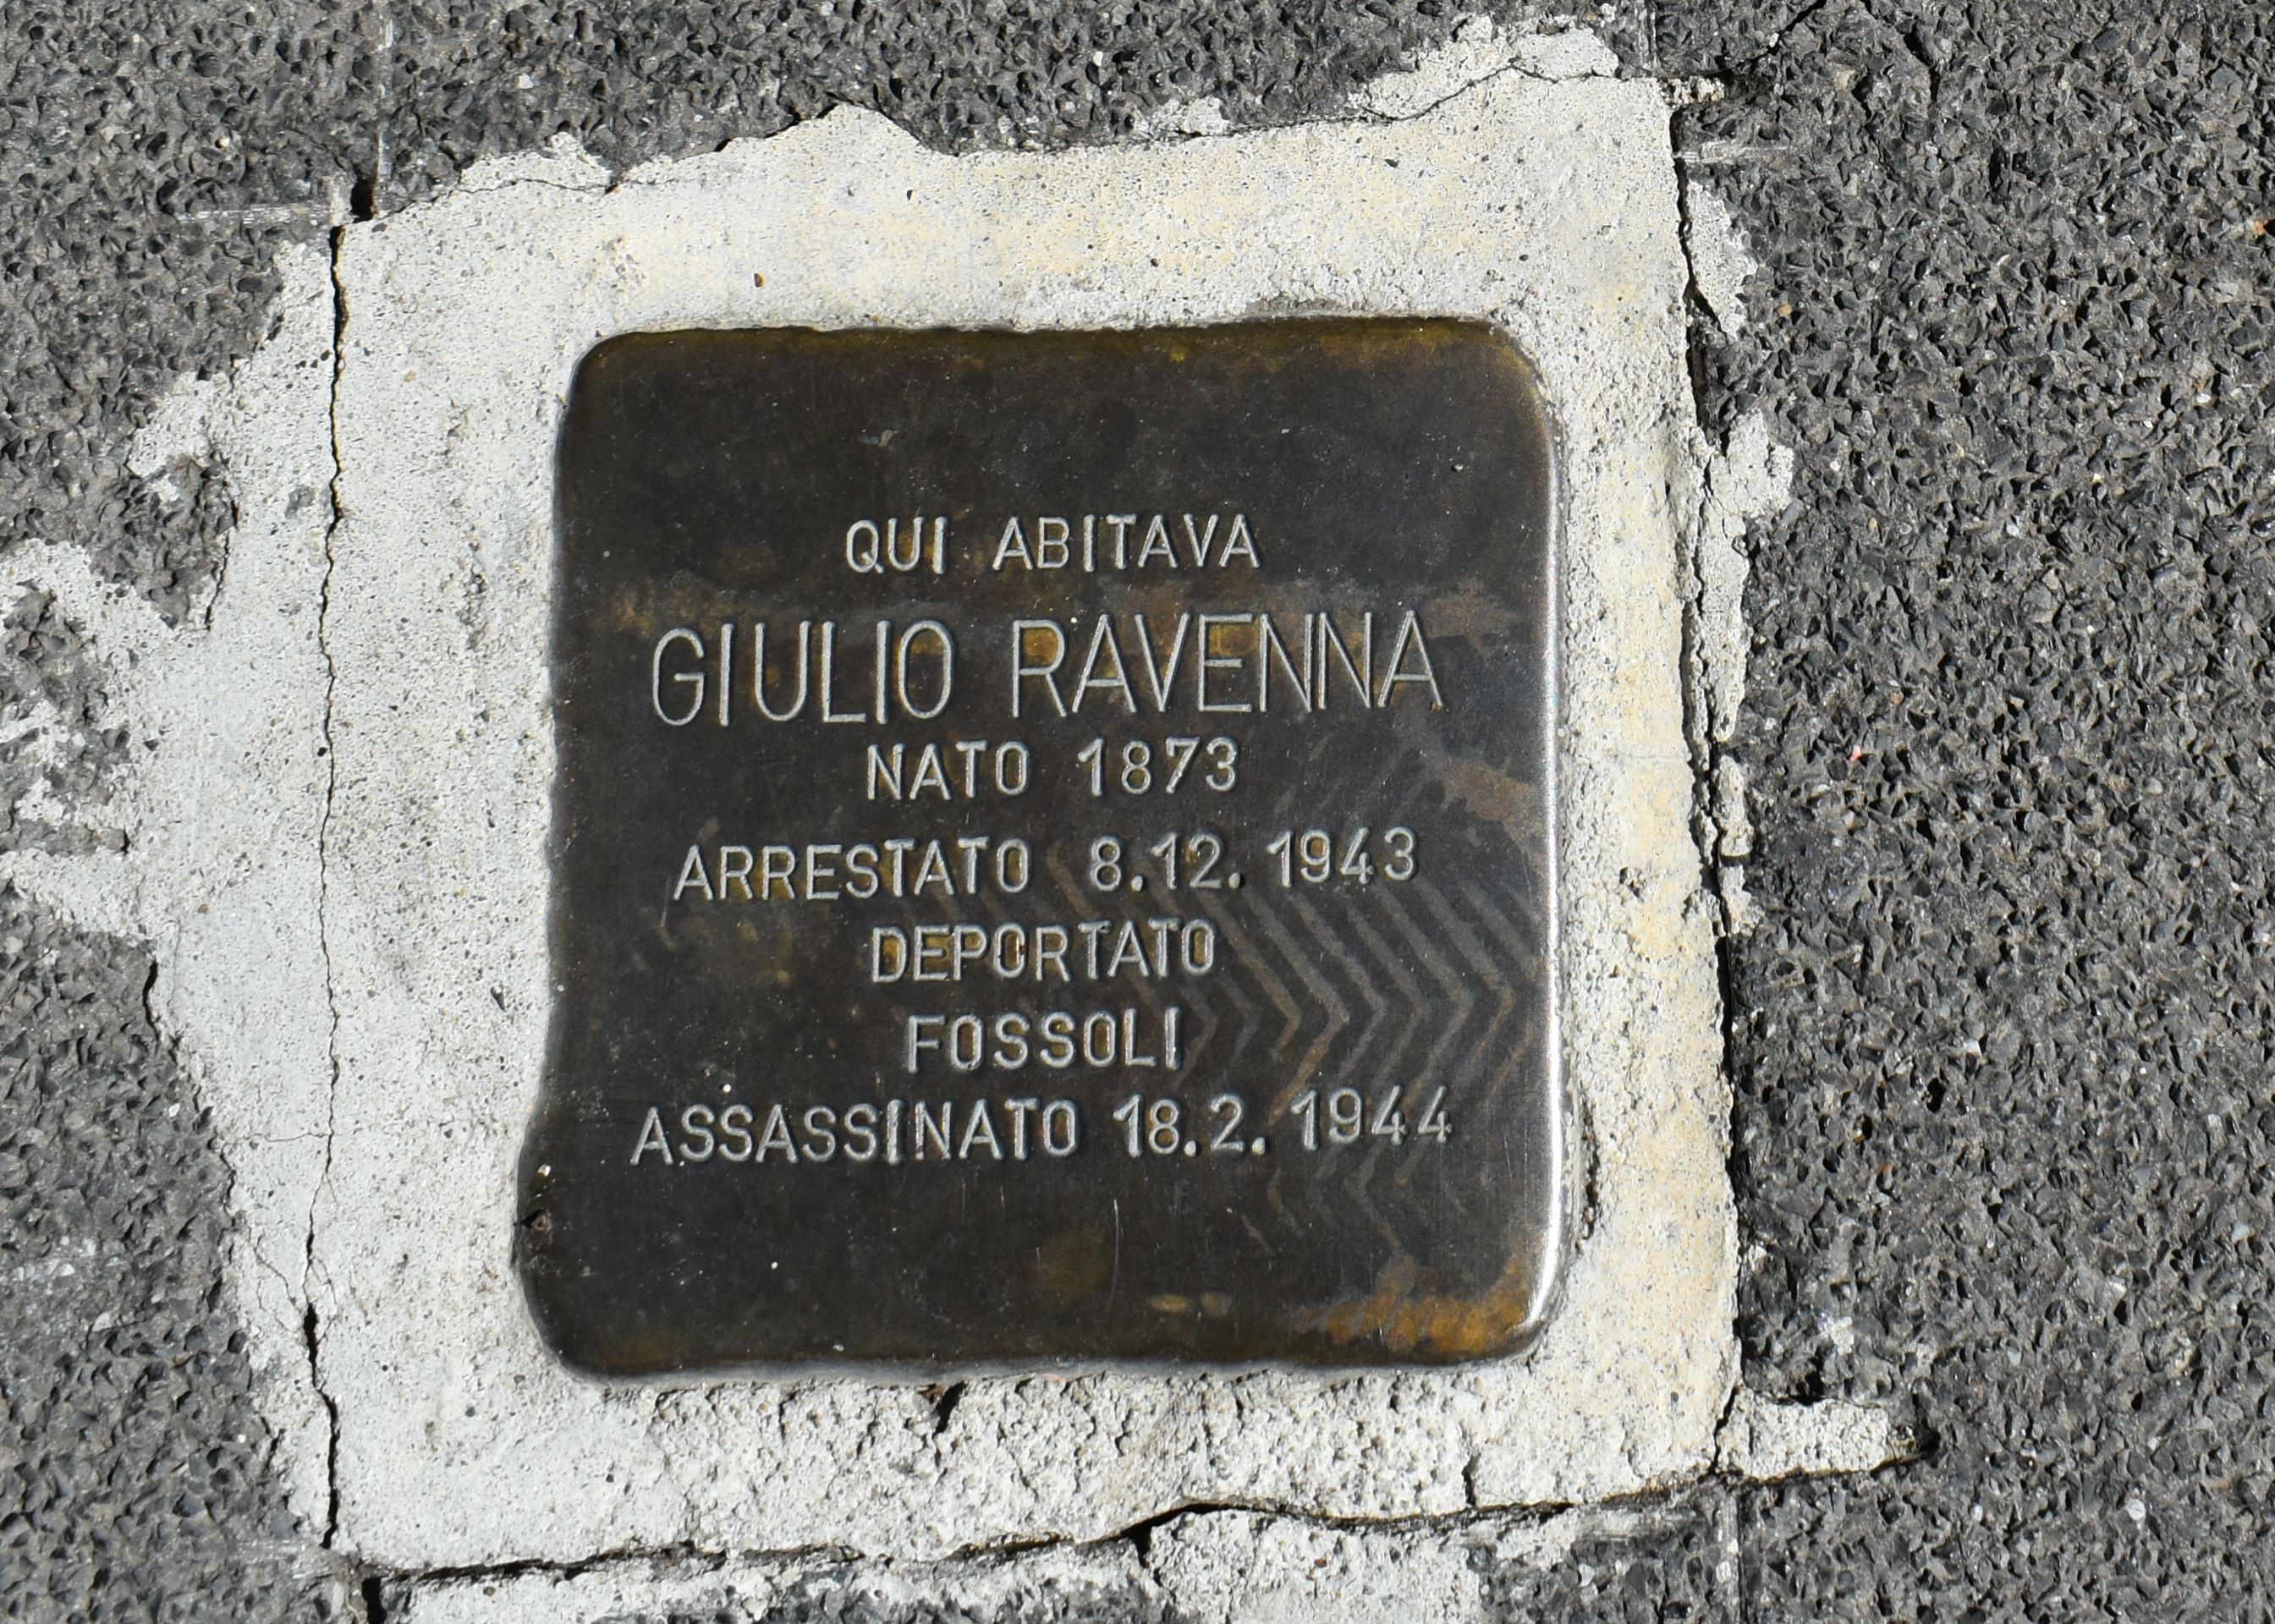 QUI ABITAVA
GIULIO RAVENNA
NATO 1873
ARRESTATO 8.12.1943
DEPORTATO
FOSSOLI
ASSASSINATO 18.2.1944